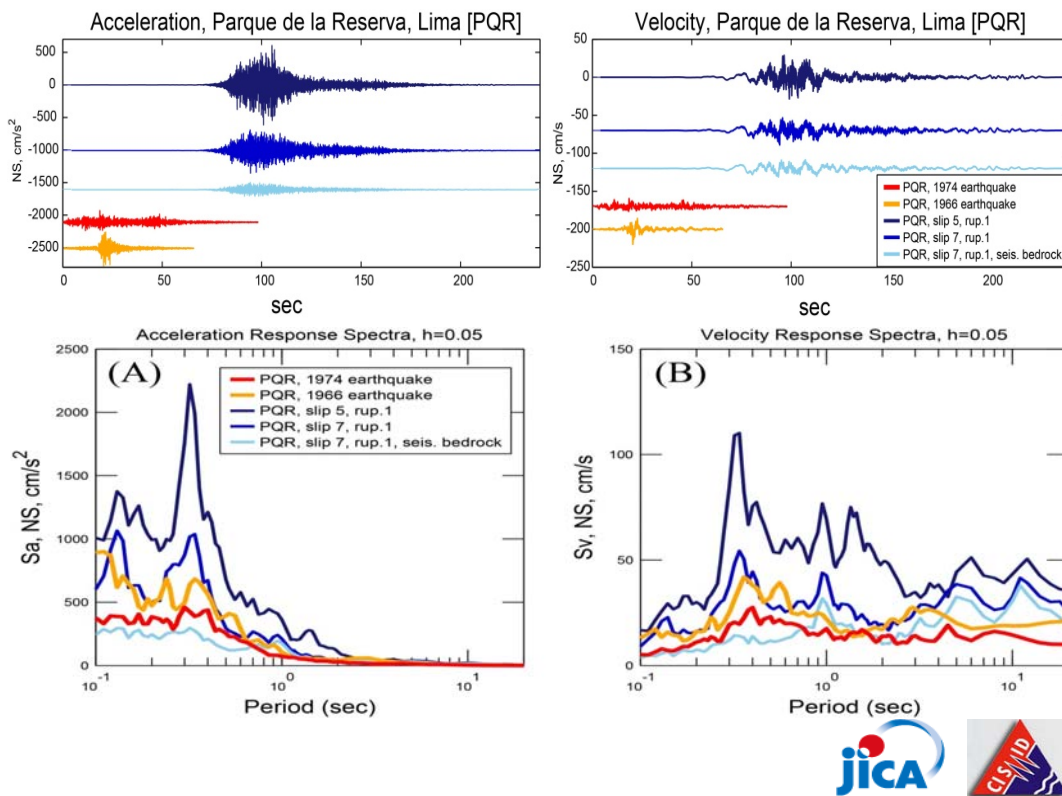 Acceleration, Parque de la Reserva, Lima [PQR]
500
0
-500
-1000
-1500
-2000
-2500
NS, cm/s²
0 50 100 150 200
sec
Velocity, Parque de la Reserva, Lima [PQR]
50
0
-50
-100
-150
-200
-250
NS, cm/s
PQR, 1974 earthquake
PQR, 1966 earthquake
PQR, slip 5, rup.1
PQR, slip 7, rup.1
PQR, slip 7, rup.1, seis. bedrock
0 50 100 150 200
sec
Acceleration Response Spectra, h=0.05
(A)
2500
2000
1500
1000
500
0
Sa, NS, cm/s²
PQR, 1974 earthquake
PQR, 1966 earthquake
PQR, slip 5, rup.1
PQR, slip 7, rup.1
PQR, slip 7, rup.1, seis. bedrock
10⁻¹ 10⁰ 10¹
Period (sec)
Velocity Response Spectra, h=0.05
(B)
150
100
50
0
Sv, NS, cm/s
10⁻¹ 10⁰ 10¹
Period (sec)
jICA
CISMID